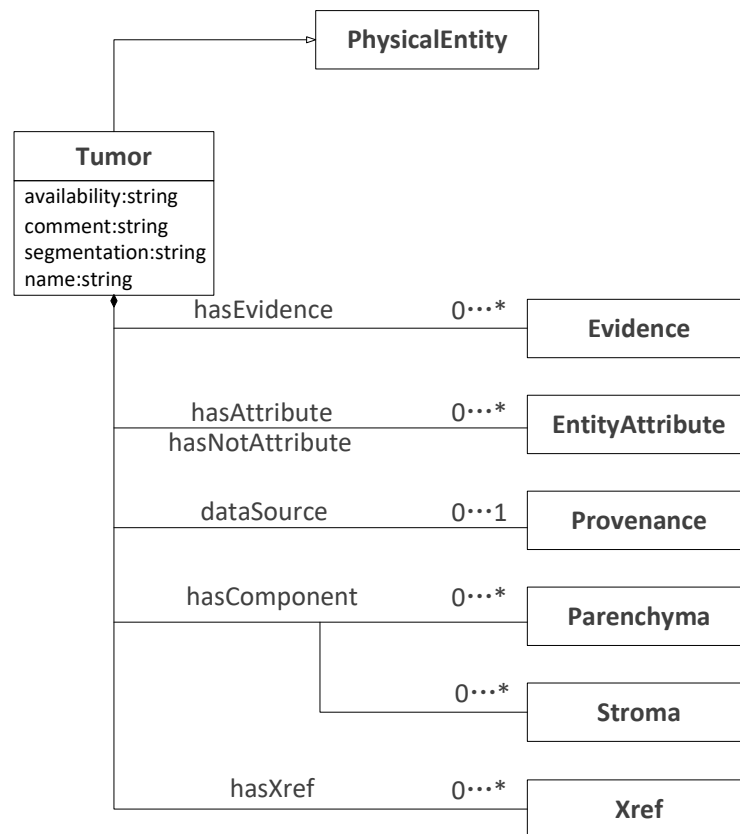 PhysicalEntity
Tumor
availability:string
comment:string
segmentation:string
name:string
hasEvidence 0···*
Evidence
hasAttribute 0···*
EntityAttribute
hasNotAttribute
dataSource 0···1
Provenance
hasComponent 0···*
Parenchyma
0···*
Stroma
hasXref 0···*
Xref